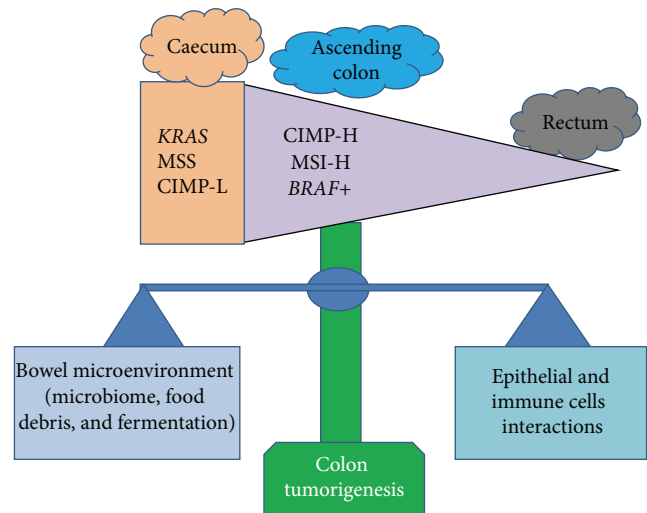 Caecum
Ascending
colon
Rectum
KRAS
MSS
CIMP-L
CIMP-H
MSI-H
BRAF+
Bowel microenvironment
(microbiome, food
debris, and fermentation)
Epithelial and
immune cells
interactions
Colon
tumorigenesis